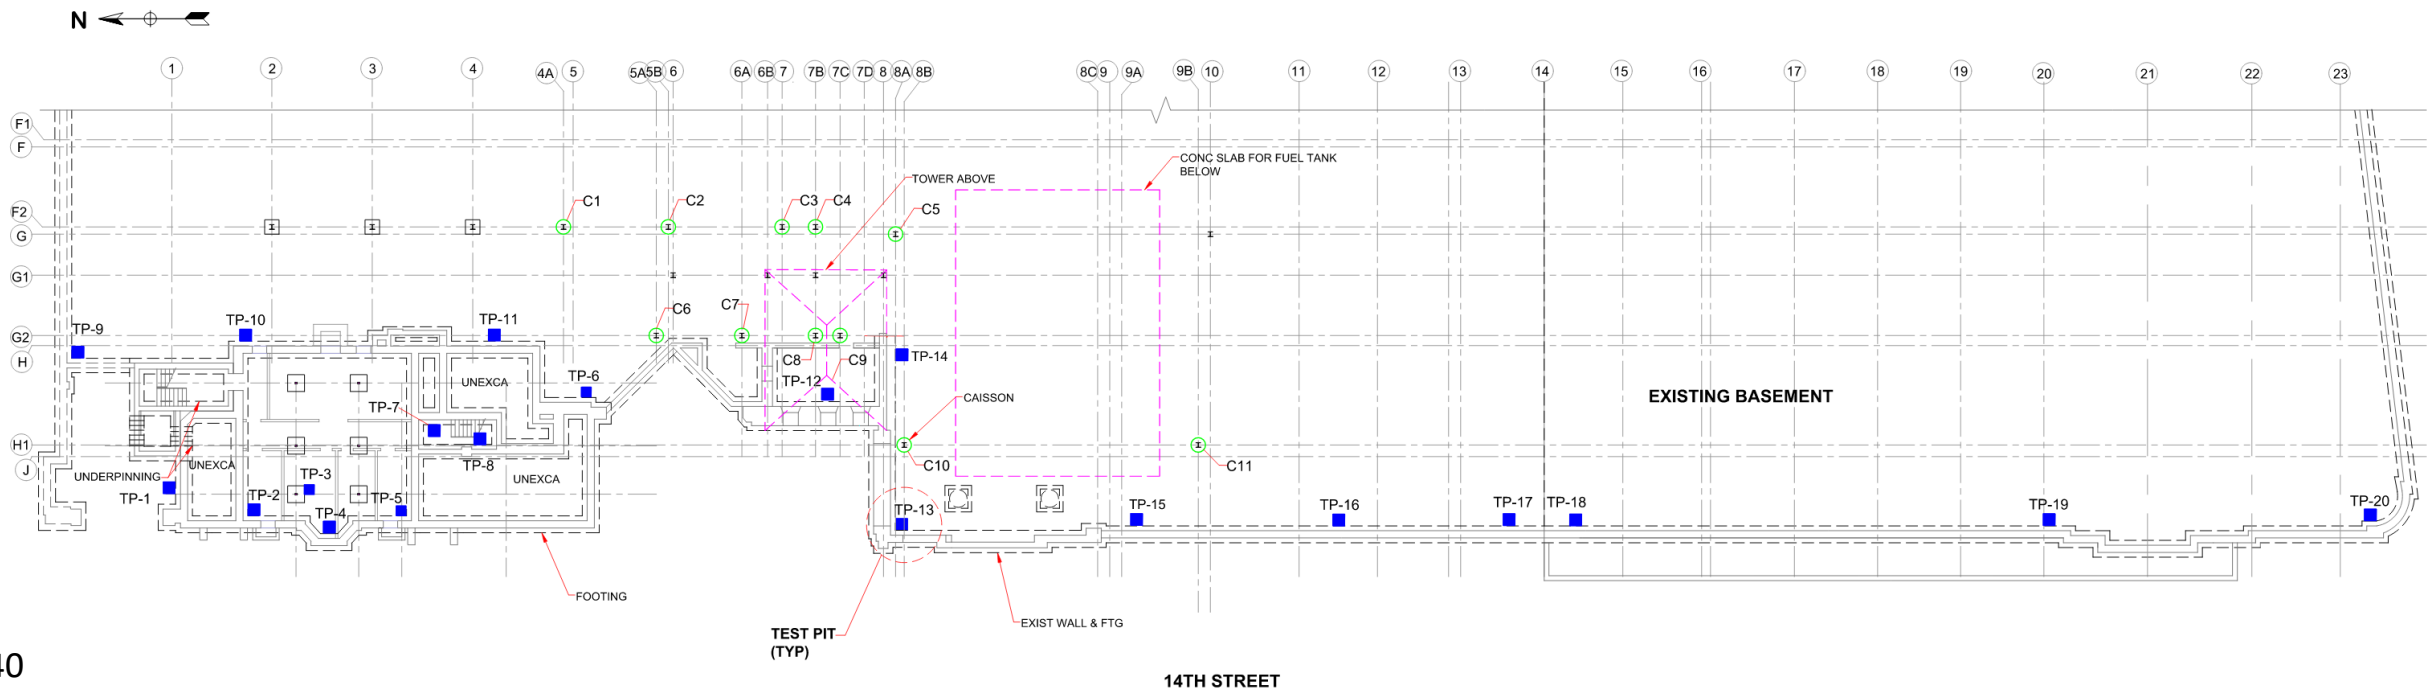 N
1 2 3 4 4A 5 5A 5B 6 6A 6B 7 7B 7C 7D 8 8A 8B 8C 9 9A 9B 10 11 12 13 14 15 16 17 18 19 20 21 22 23
F1
F
CONC SLAB FOR FUEL TANK
BELOW
TOWER ABOVE
F2
C1 C2 C3 C4 C5
G
G1
C7 C6
TP-9 TP-10 TP-11
G2
H
C8 C9 TP-14
UNEXCA TP-6 TP-12
EXISTING BASEMENT
TP-7 CAISSON
H1
J
UNEXCA TP-8 C10 C11
UNDERPINNING TP-3 UNEXCA
TP-1 TP-2 TP-5 TP-15 TP-16 TP-17 TP-18 TP-19 TP-20
TP-4 TP-13
FOOTING
EXIST WALL & FTG
TEST PIT
(TYP)
40
14TH STREET